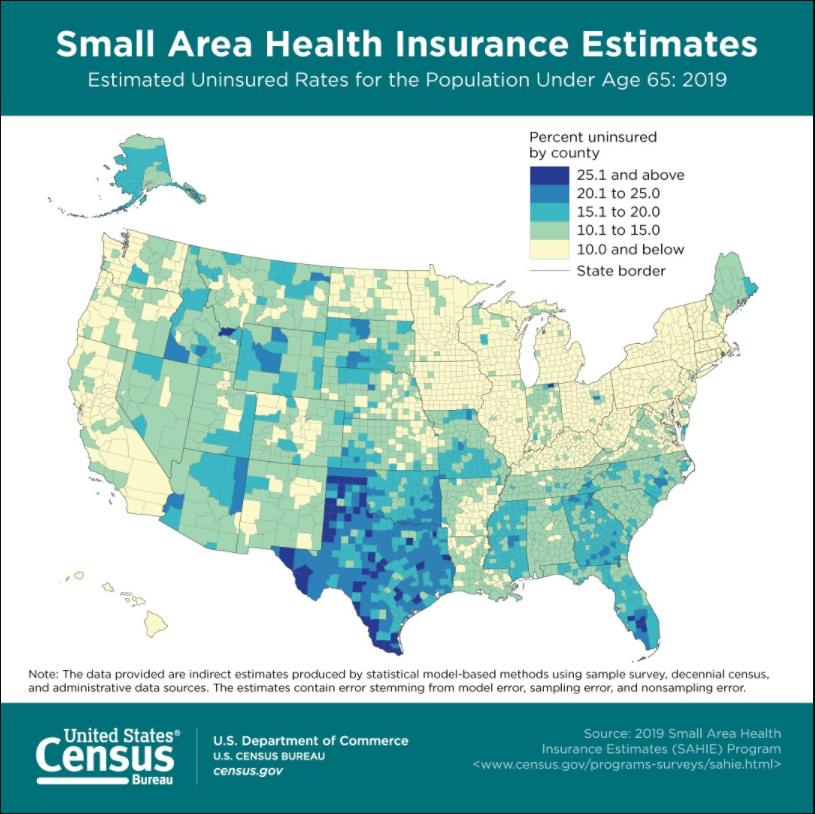 Small Area Health Insurance Estimates
Estimated Uninsured Rates for the Population Under Age 65: 2019
Percent uninsured
by county
25.1 and above
20.1 to 25.0
15.1 to 20.0
10.1 to 15.0
10.0 and below
State border
Note: The data provided are indirect estimates produced by statistical model-based methods using sample survey, decennial census,
and administrative data sources. The estimates contain error stemming from model error, sampling error, and nonsampling error.
United States®
Census
Bureau
U.S. Department of Commerce
U.S. CENSUS BUREAU
census.gov
Source: 2019 Small Area Health
Insurance Estimates (SAHIE) Program
<www.census.gov/programs-surveys/sahie.html>